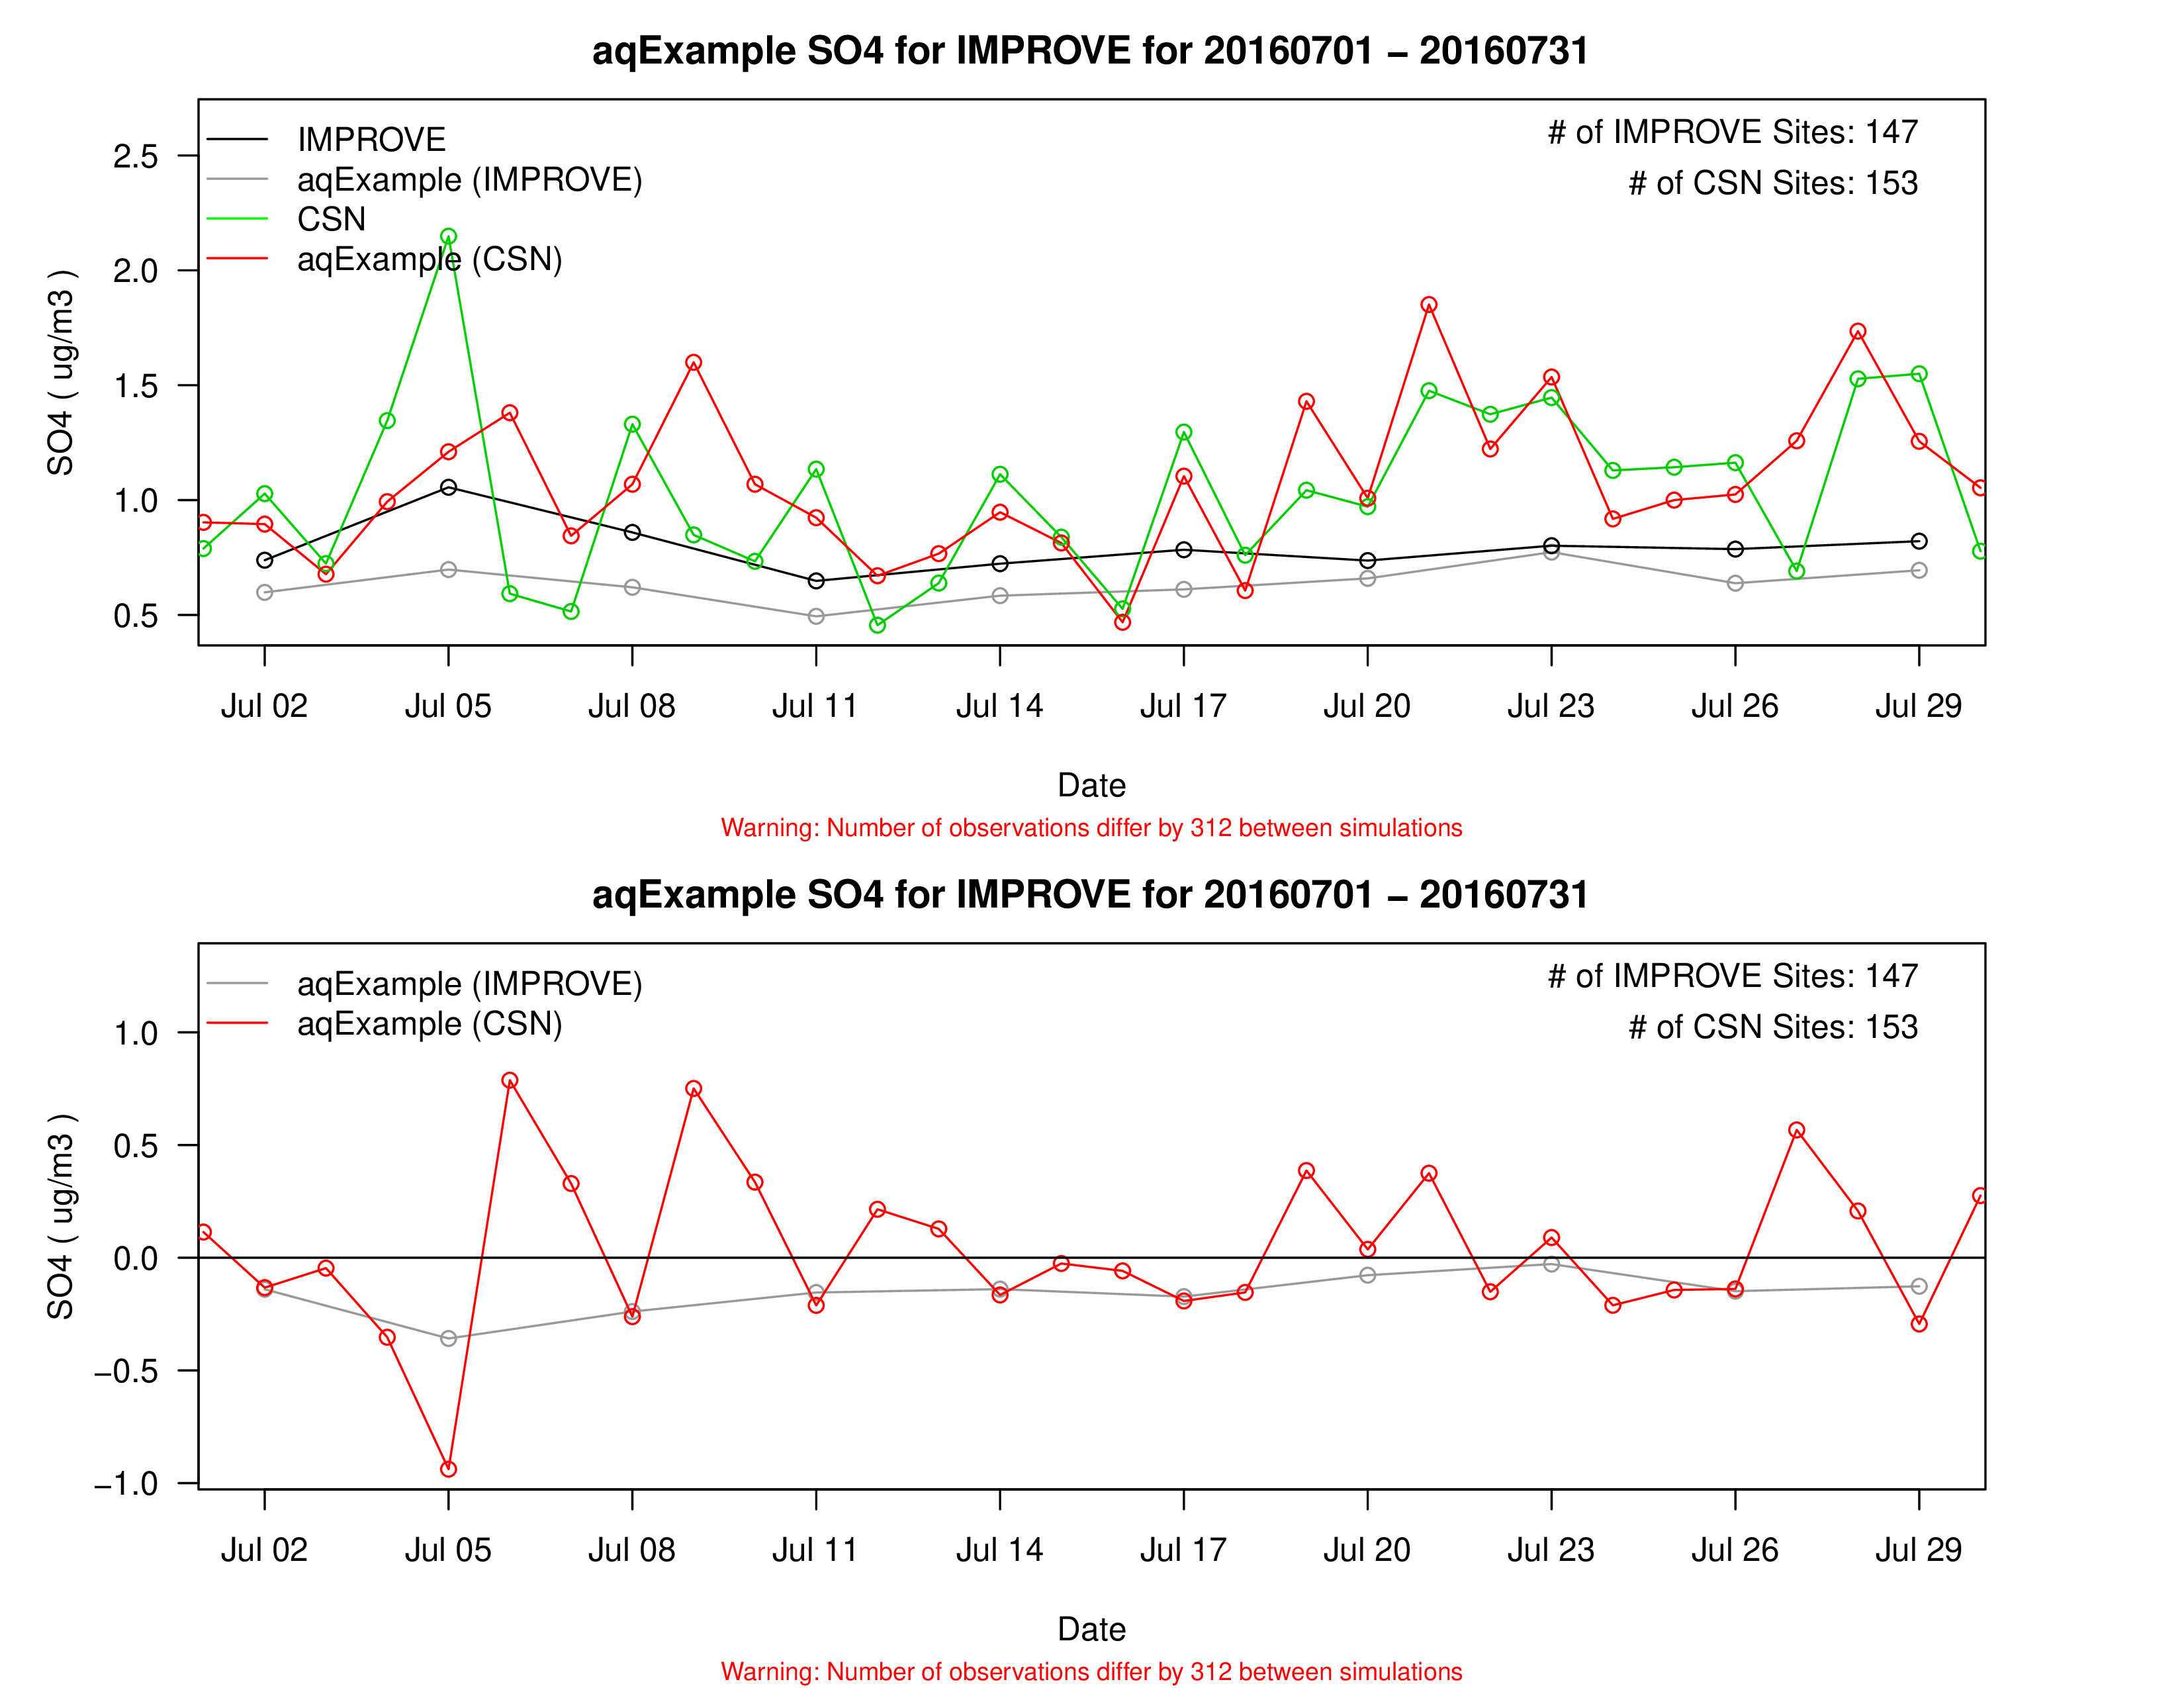 aqExample SO4 for IMPROVE for 20160701 − 20160731
IMPROVE
aqExample (IMPROVE)
CSN
aqExample (CSN)
# of IMPROVE Sites: 147
# of CSN Sites: 153
SO4 ( ug/m3 )
2.5
2.0
1.5
1.0
0.5
Jul 02 Jul 05 Jul 08 Jul 11 Jul 14 Jul 17 Jul 20 Jul 23 Jul 26 Jul 29
Date
Warning: Number of observations differ by 312 between simulations
aqExample SO4 for IMPROVE for 20160701 − 20160731
aqExample (IMPROVE)
aqExample (CSN)
# of IMPROVE Sites: 147
# of CSN Sites: 153
SO4 ( ug/m3 )
1.0
0.5
0.0
−0.5
−1.0
Jul 02 Jul 05 Jul 08 Jul 11 Jul 14 Jul 17 Jul 20 Jul 23 Jul 26 Jul 29
Date
Warning: Number of observations differ by 312 between simulations